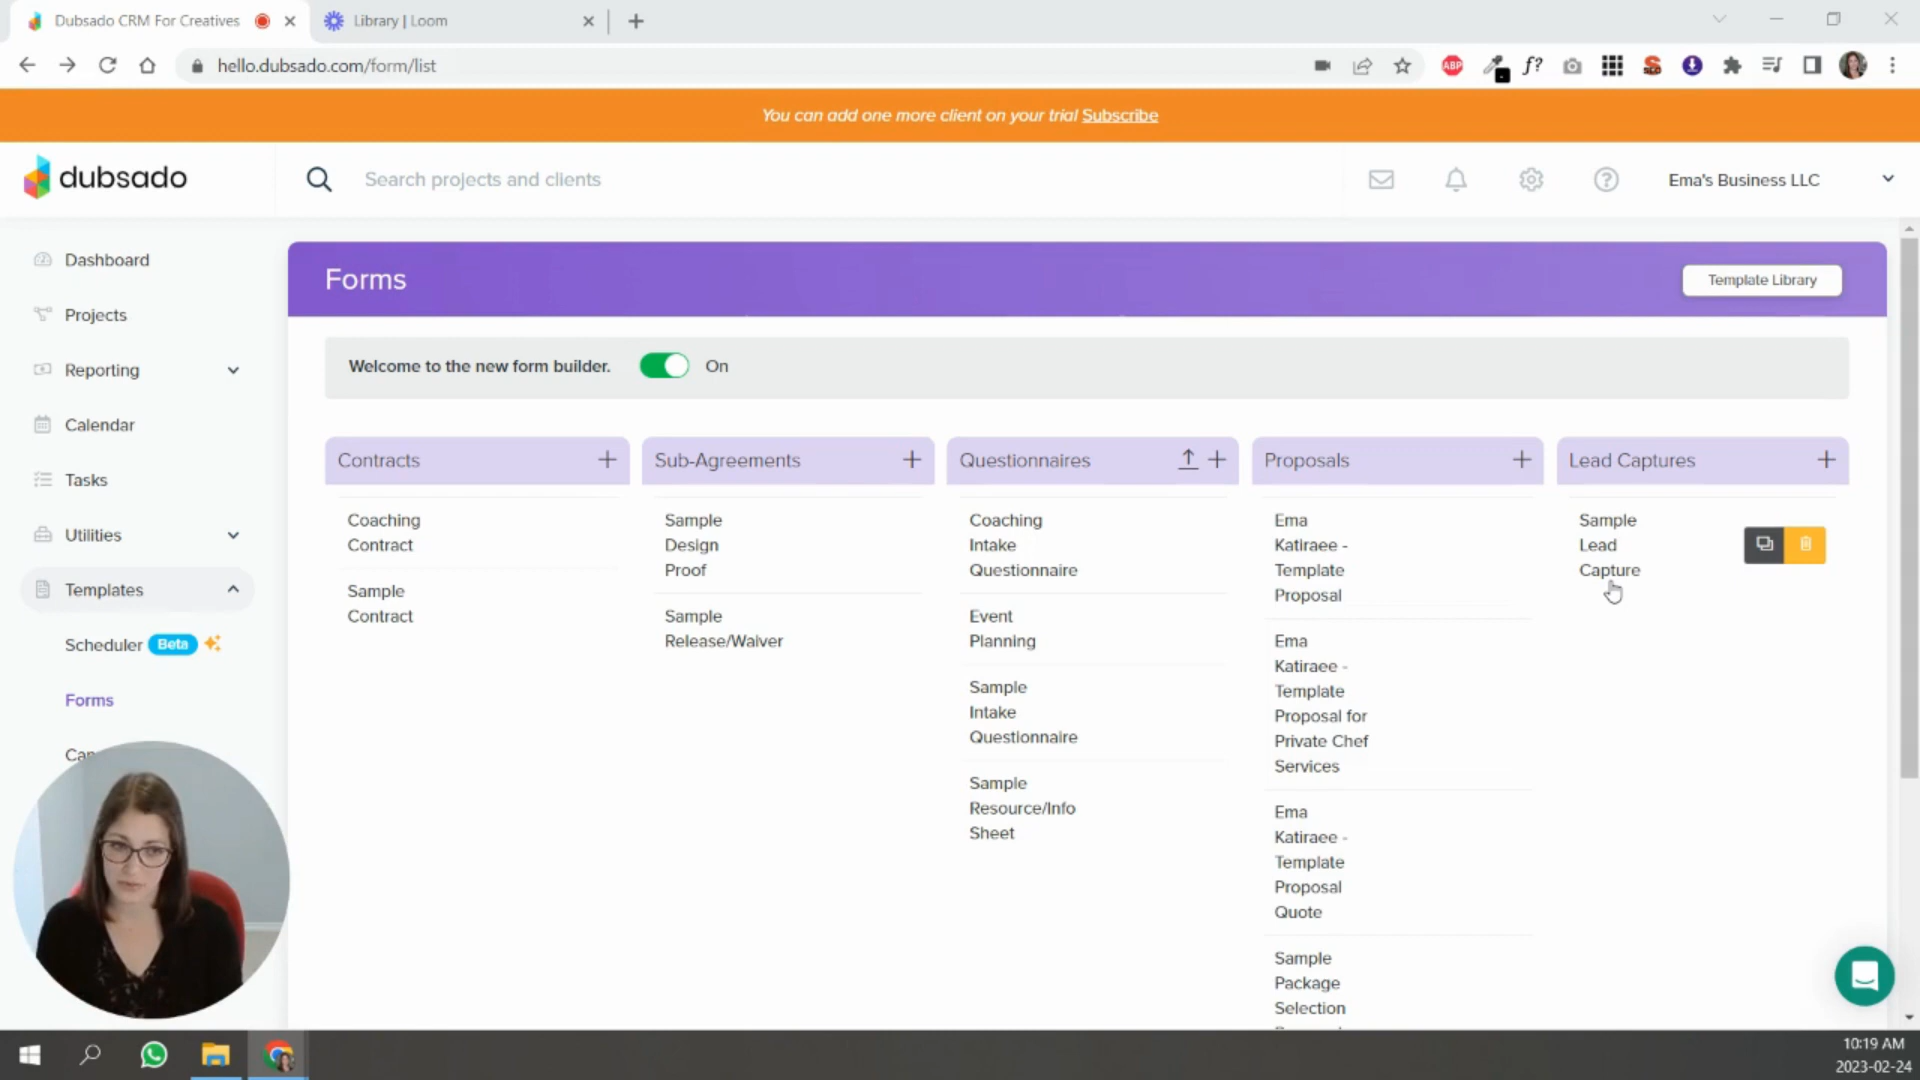 Dubsado CRM For Creatives
Library | Loom
hello.dubsado.com/form/list
ABP
f?
You can add one more client on your trial Subscribe
dubsado
Search projects and clients
Ema's Business LLC
Dashboard
Projects
Reporting
Calendar
Tasks
Utilities
Templates
Scheduler Beta
Forms
Forms
Template Library
Welcome to the new form builder.
On
Contracts
Coaching
Contract
Sample
Contract
Sub-Agreements
Sample
Design
Proof
Sample
Release/Waiver
Questionnaires
Coaching
Intake
Questionnaire
Event
Planning
Sample
Intake
Questionnaire
Sample
Resource/Info
Sheet
Proposals
Ema
Katiraee -
Template
Proposal
Ema
Katiraee -
Template
Proposal for
Private Chef
Services
Ema
Katiraee -
Template
Proposal
Quote
Sample
Package
Selection
Lead Captures
Sample
Lead
Capture
10:19 AM
2023-02-24